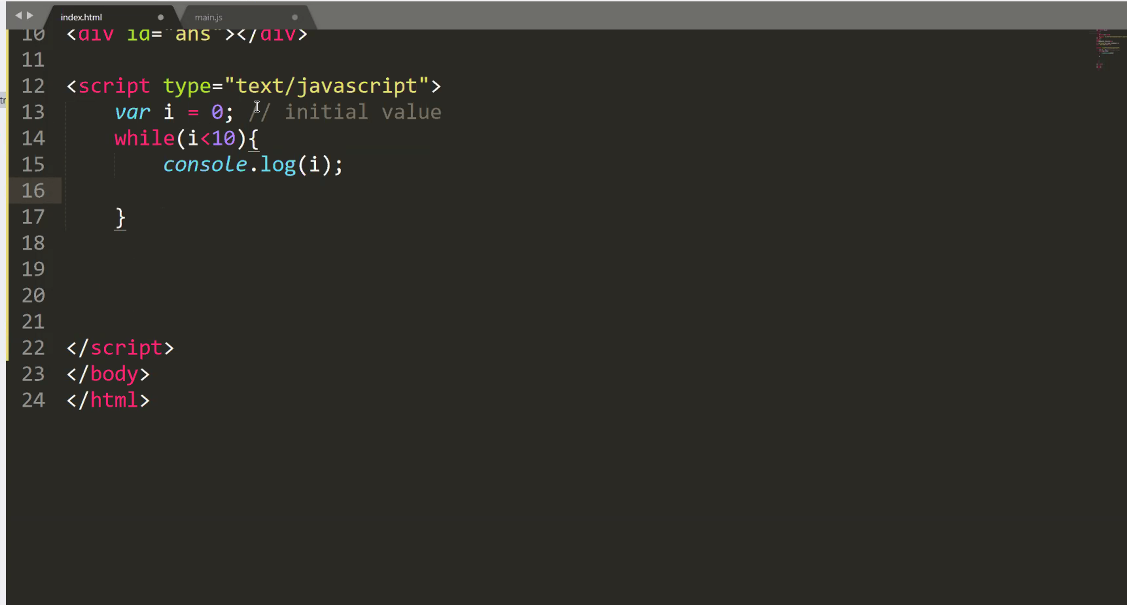 index.html main.js
10 <div id="ans"></div>
11
12 <script type="text/javascript">
13 var i = 0; // initial value
14 while(i<10){
15 console.log(i);
16
17 }
18
19
20
21
22 </script>
23 </body>
24 </html>